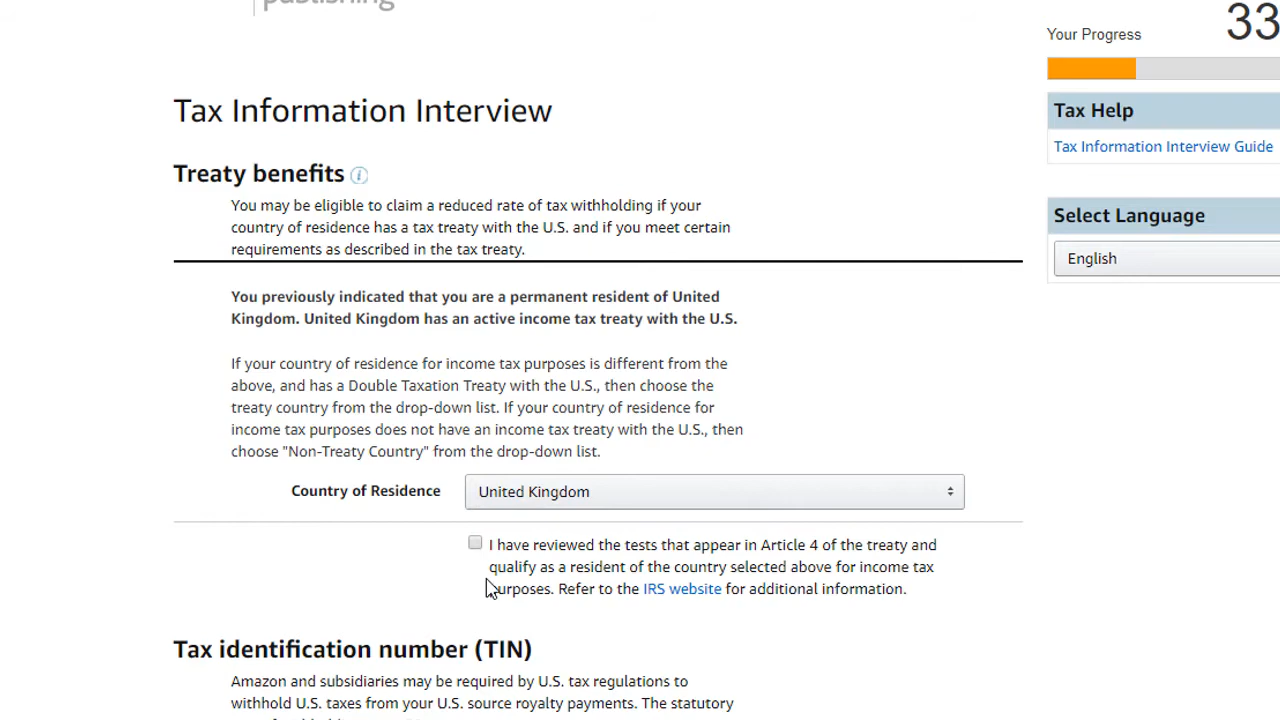 publishing
Your Progress
33
Tax Information Interview
Tax Help
Tax Information Interview Guide
Treaty benefits
You may be eligible to claim a reduced rate of tax withholding if your
country of residence has a tax treaty with the U.S. and if you meet certain
requirements as described in the tax treaty.
Select Language
English
You previously indicated that you are a permanent resident of United
Kingdom. United Kingdom has an active income tax treaty with the U.S.
If your country of residence for income tax purposes is different from the
above, and has a Double Taxation Treaty with the U.S., then choose the
treaty country from the drop-down list. If your country of residence for
income tax purposes does not have an income tax treaty with the U.S., then
choose "Non-Treaty Country" from the drop-down list.
Country of Residence
United Kingdom
I have reviewed the tests that appear in Article 4 of the treaty and
qualify as a resident of the country selected above for income tax
purposes. Refer to the IRS website for additional information.
Tax identification number (TIN)
Amazon and subsidiaries may be required by U.S. tax regulations to
withhold U.S. taxes from your U.S. source royalty payments. The statutory